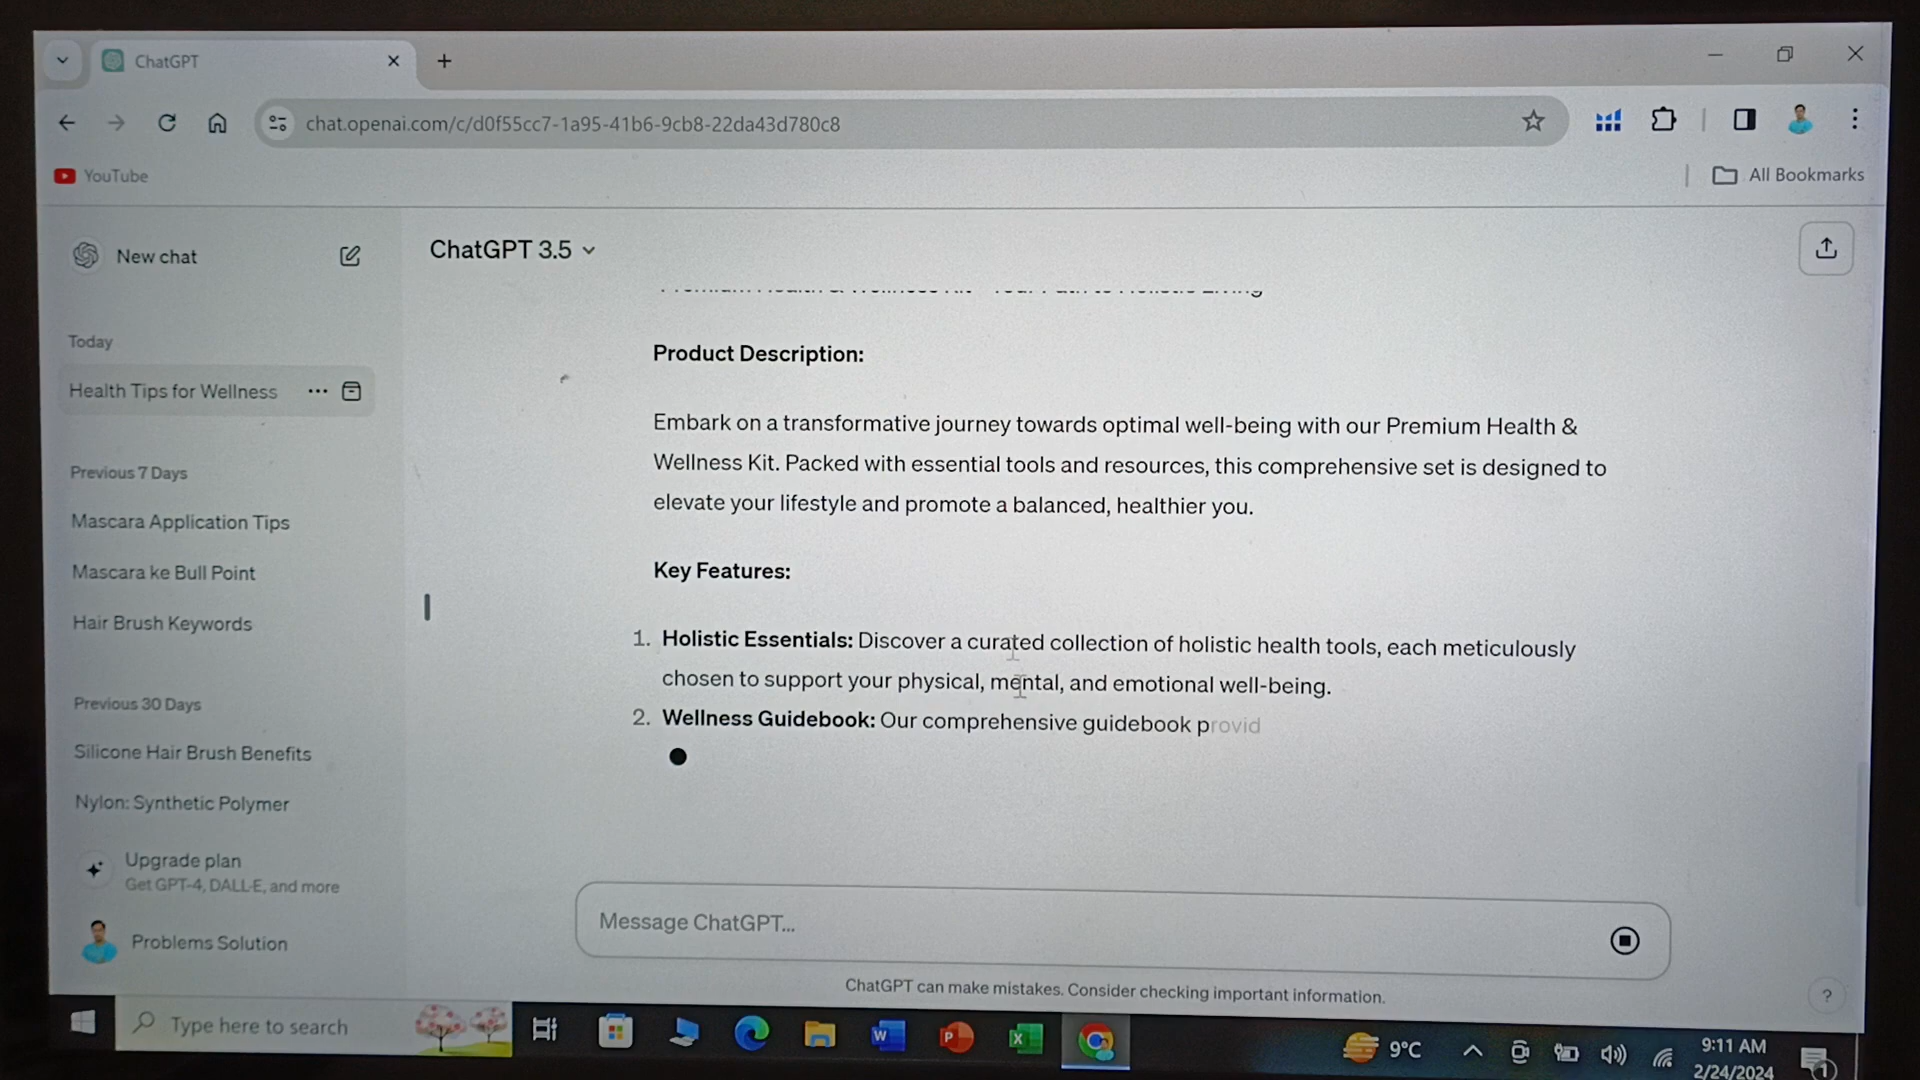 ChatGPT
chat.openai.com/c/d0f55cc7-1a95-41b6-9cb8-22da43d780c8
YouTube
All Bookmarks
New chat
ChatGPT 3.5
Today
Health Tips for Wellness
Previous 7 Days
Mascara Application Tips
Mascara ke Bull Point
Hair Brush Keywords
Previous 30 Days
Silicone Hair Brush Benefits
Nylon: Synthetic Polymer
Upgrade plan
Get GPT-4, DALL·E, and more
Problems Solution
Product Description:
Embark on a transformative journey towards optimal well-being with our Premium Health &
Wellness Kit. Packed with essential tools and resources, this comprehensive set is designed to
elevate your lifestyle and promote a balanced, healthier you.
Key Features:
1. Holistic Essentials: Discover a curated collection of holistic health tools, each meticulously
chosen to support your physical, mental, and emotional well-being.
2. Wellness Guidebook: Our comprehensive guidebook provid
Message ChatGPT...
ChatGPT can make mistakes. Consider checking important information.
?
Type here to search
W
P
X
9°C
9:11 AM
2/24/2024
1